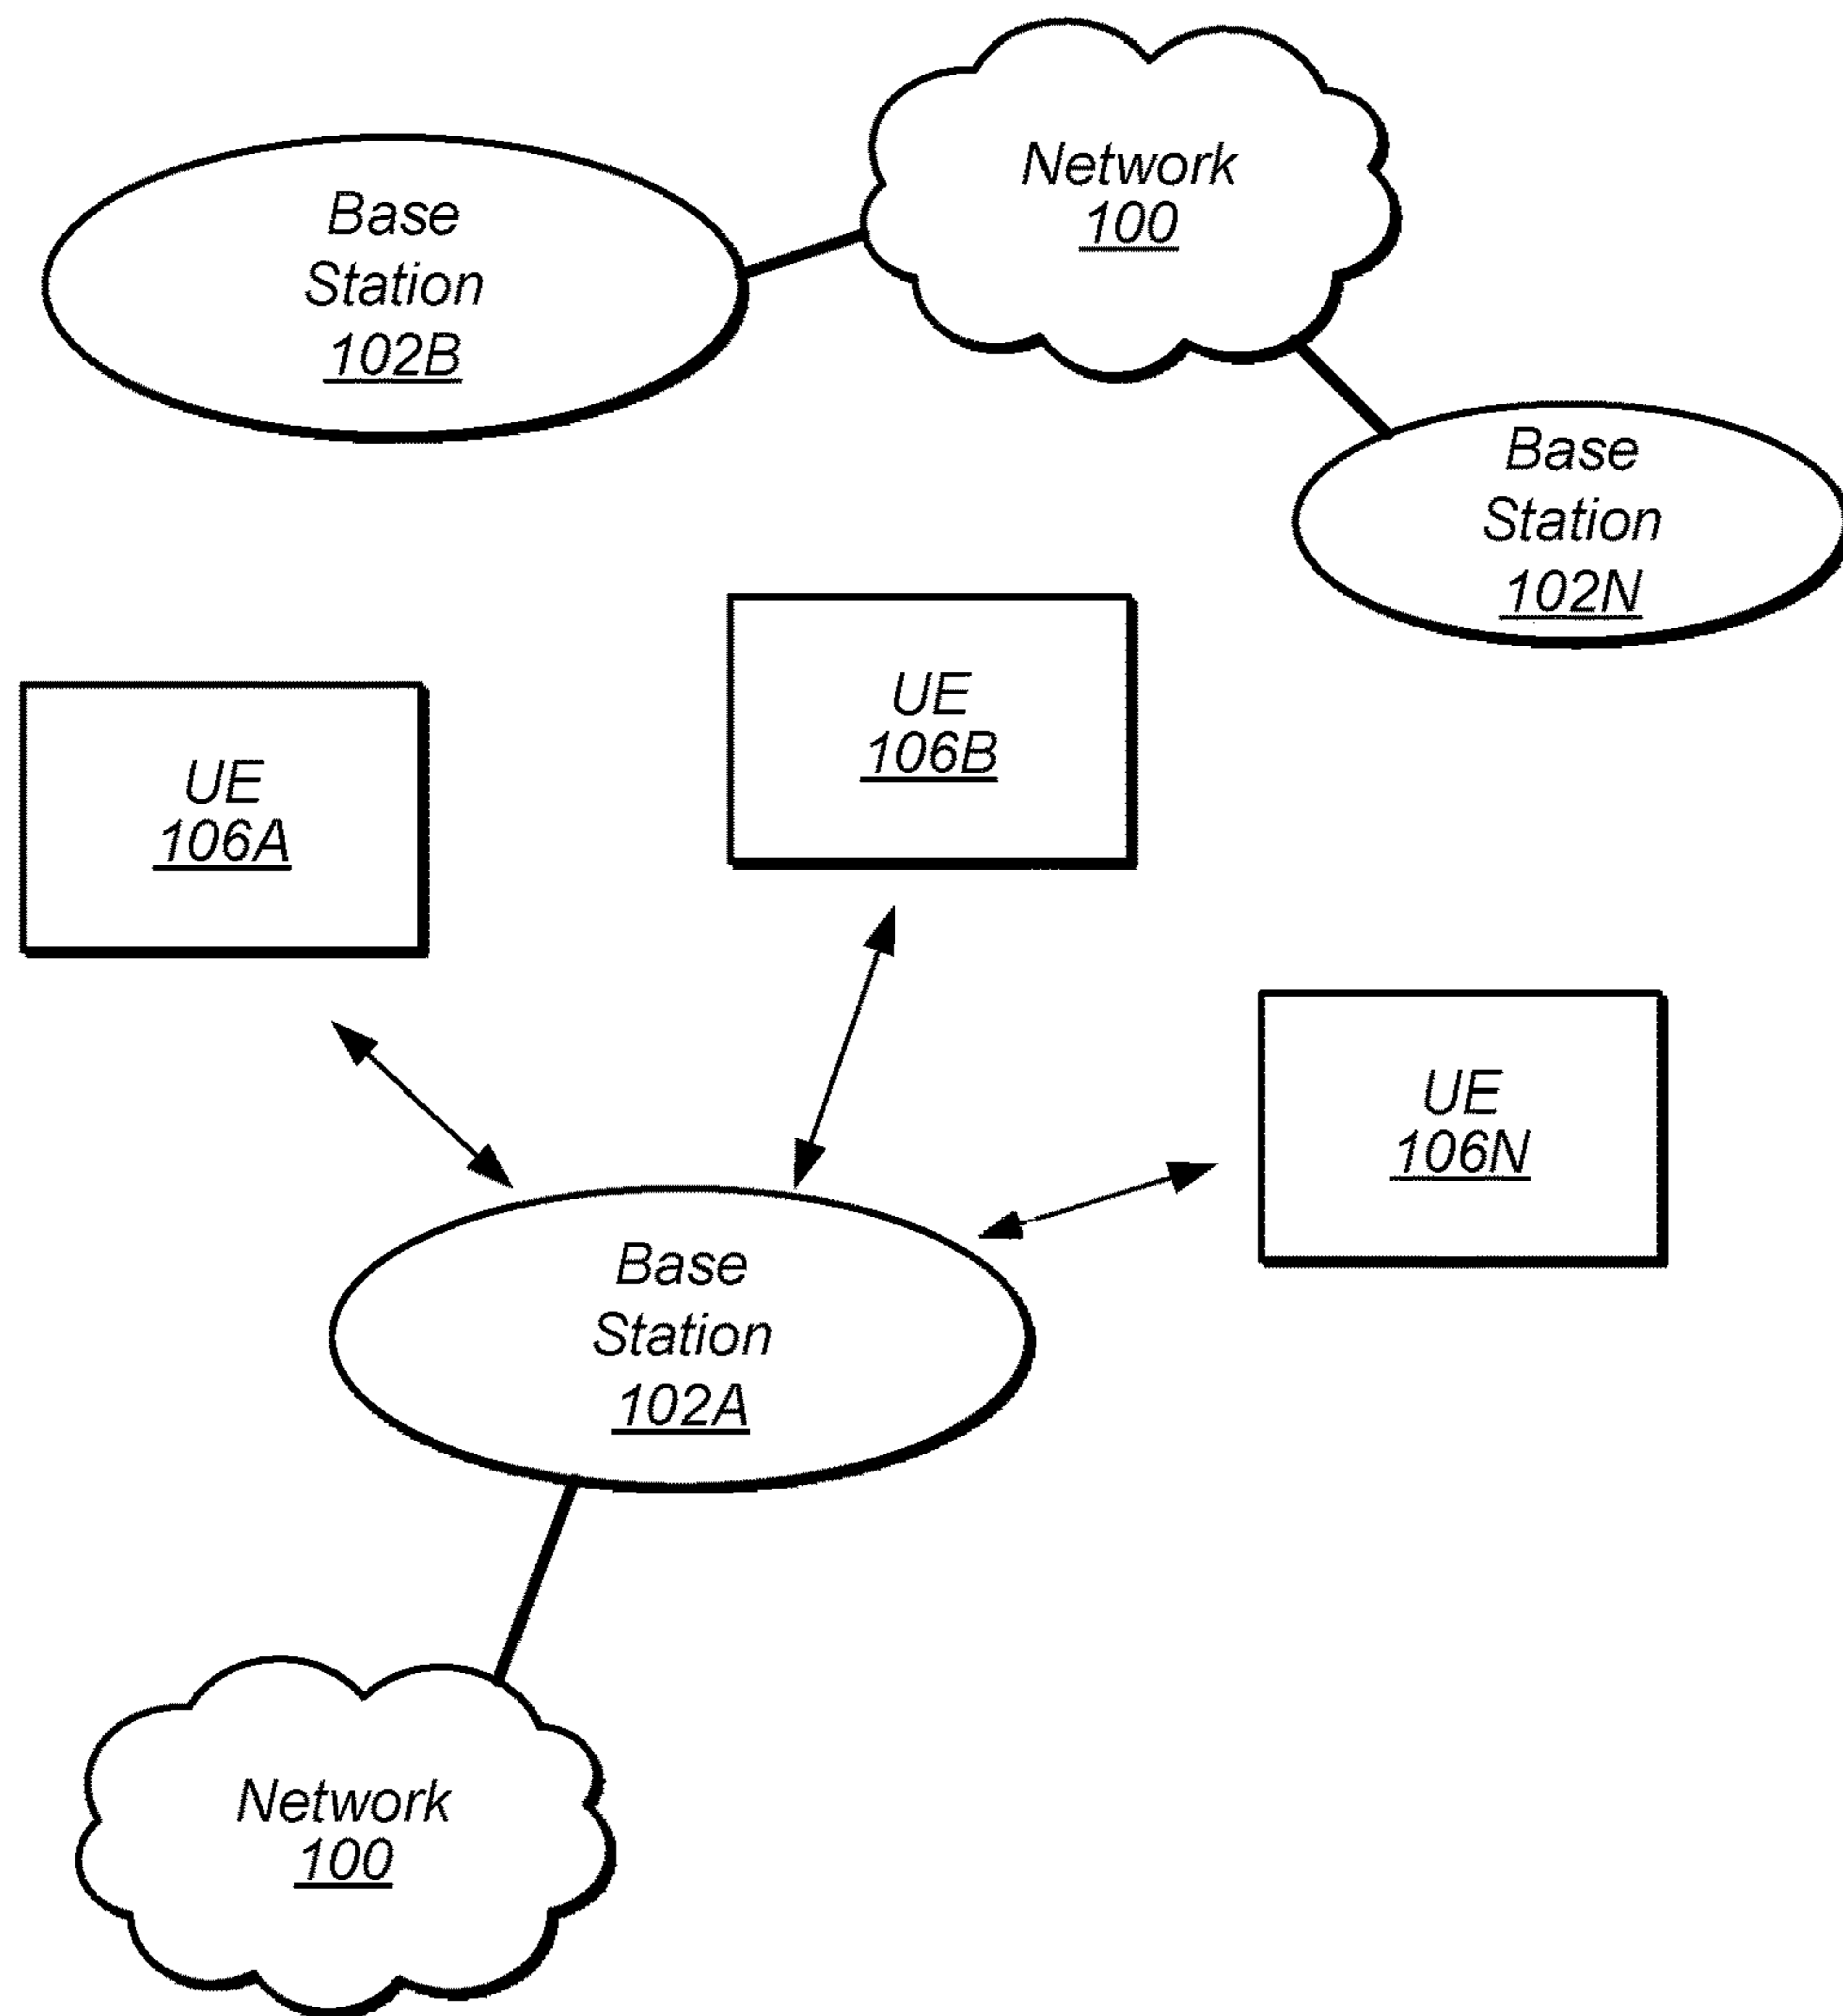 Network
100
Base
Station
102B
Base
Station
102N
UE
106B
UE
106A
UE
106N
Base
Station
102A
Network
100